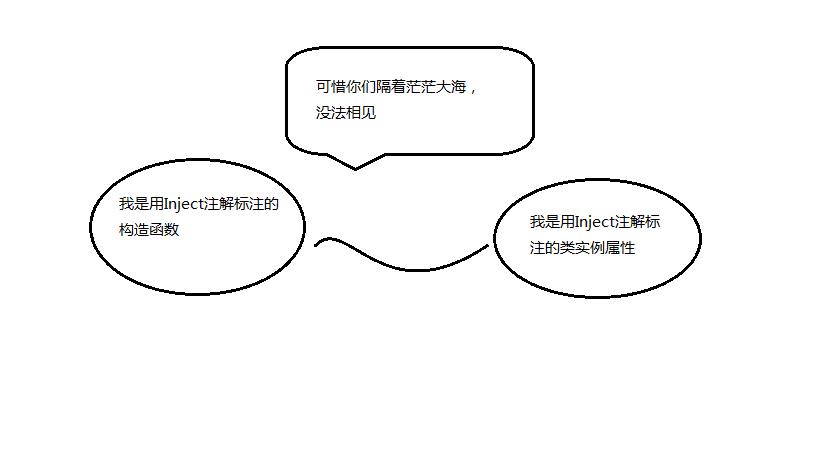 可惜你们隔着茫茫大海，
没法相见
我是用Inject注解标注的
构造函数
我是用Inject注解标
注的类实例属性